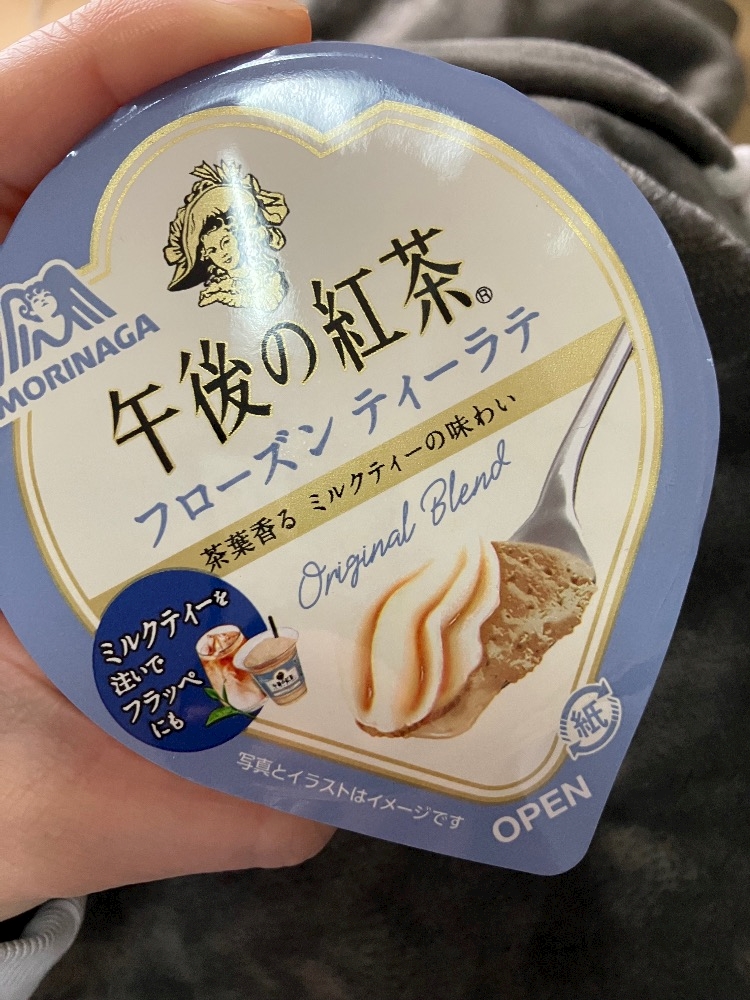 MORINAGA
午後の紅茶®
フローズン ティーラテ
茶葉香る ミルクティーの味わい
Original Blend
ミルクティーを
注いで
フラッペ
にも
紙
写真とイラストはイメージです
OPEN